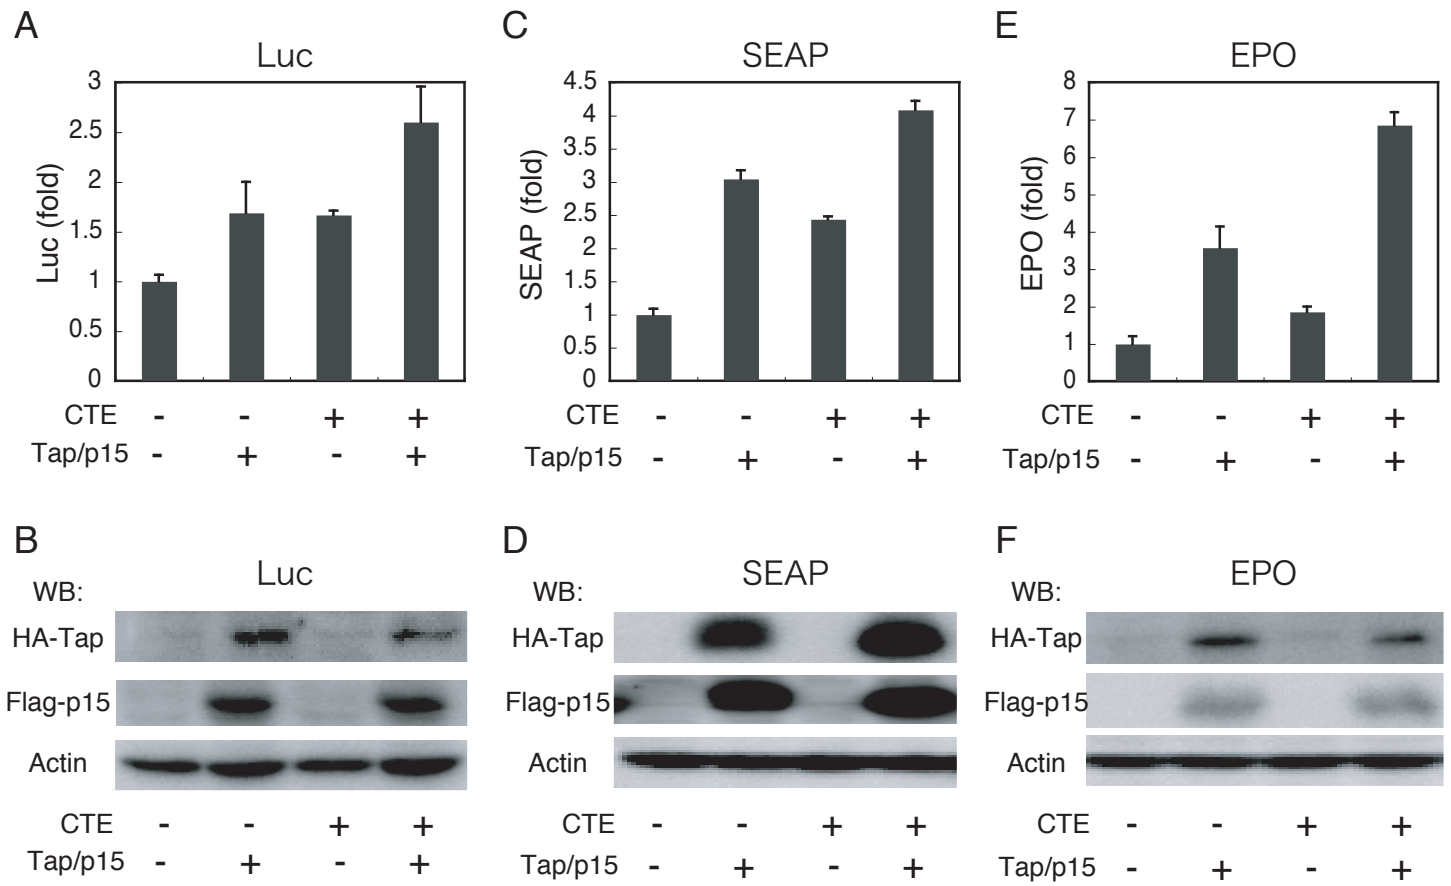 A
Luc
Luc (fold)
3
2.5
2
1.5
1
0.5
0
CTE - - + +
Tap/p15 - + - +
C
SEAP
SEAP (fold)
4.5
4
3.5
3
2.5
2
1.5
1
0.5
0
CTE - - + +
Tap/p15 - + - +
E
EPO
EPO (fold)
8
7
6
5
4
3
2
1
0
CTE - - + +
Tap/p15 - + - +
B
Luc
WB:
HA-Tap
Flag-p15
Actin
CTE - - + +
Tap/p15 - + - +
D
SEAP
WB:
HA-Tap
Flag-p15
Actin
CTE - - + +
Tap/p15 - + - +
F
EPO
WB:
HA-Tap
Flag-p15
Actin
CTE - - + +
Tap/p15 - + - +